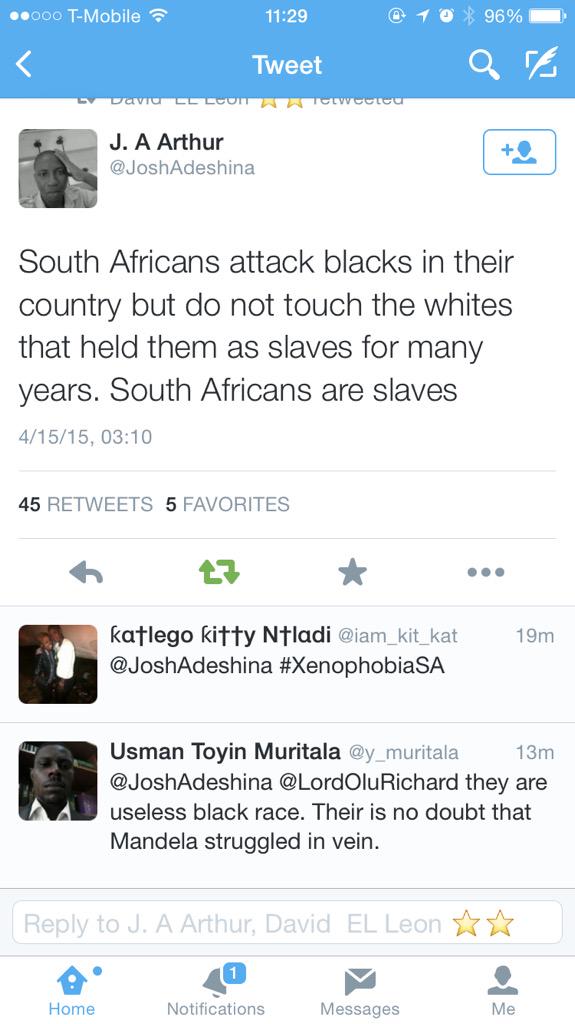 T-Mobile 11:29 96%
Tweet
David EL Leon ⭐⭐ retweeted
J. A Arthur
@JoshAdeshina
South Africans attack blacks in their
country but do not touch the whites
that held them as slaves for many
years. South Africans are slaves
4/15/15, 03:10
45 RETWEETS 5 FAVORITES
ƙa†lego ƙi††y N†ladi @iam_kit_kat 19m
@JoshAdeshina #XenophobiaSA
Usman Toyin Muritala @y_muritala 13m
@JoshAdeshina @LordOluRichard they are
useless black race. Their is no doubt that
Mandela struggled in vein.
Reply to J. A Arthur, David EL Leon ⭐⭐
1
Home Notifications Messages Me